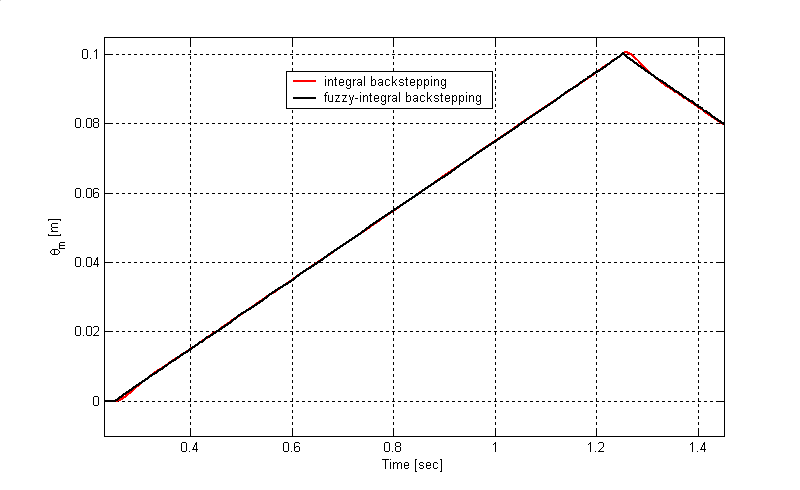 0.1
integral backstepping
fuzzy-integral backstepping
0.08
0.06
θm [m]
0.04
0.02
0
0.4 0.6 0.8 1 1.2 1.4
Time [sec]